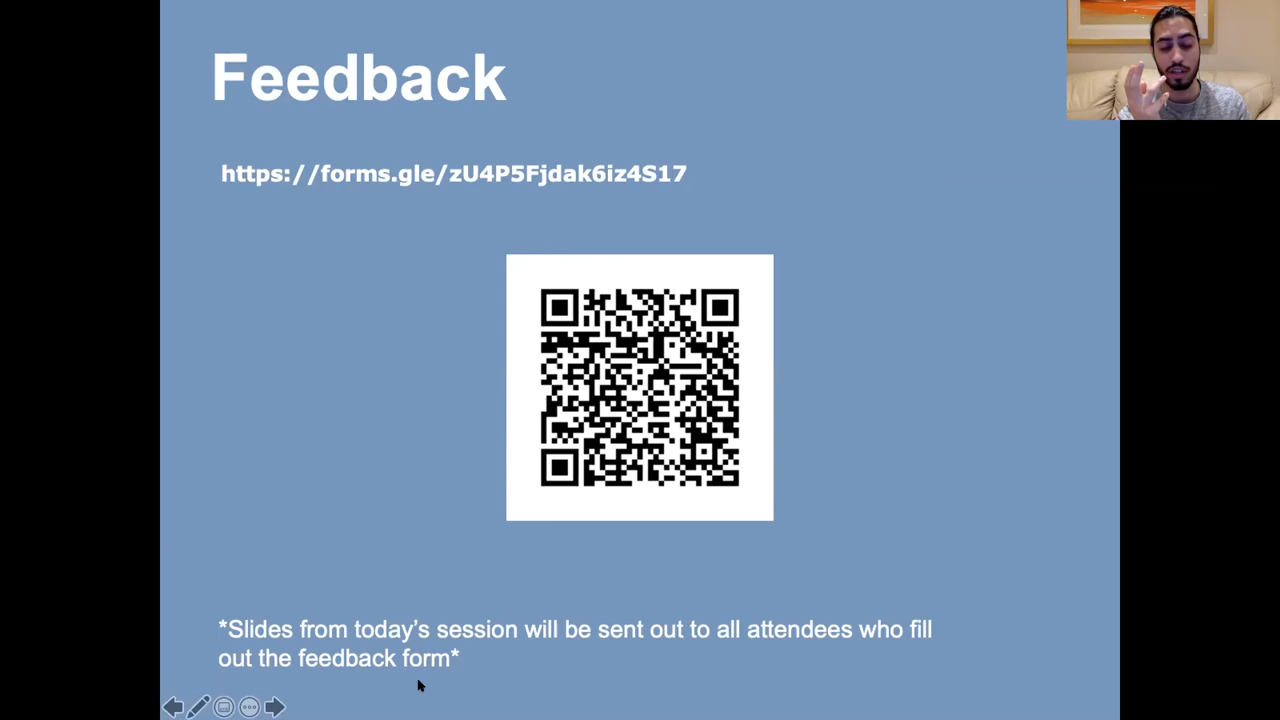 Feedback
https://forms.gle/zU4P5Fjdak6iz4S17
*Slides from today's session will be sent out to all attendees who fill
out the feedback form*